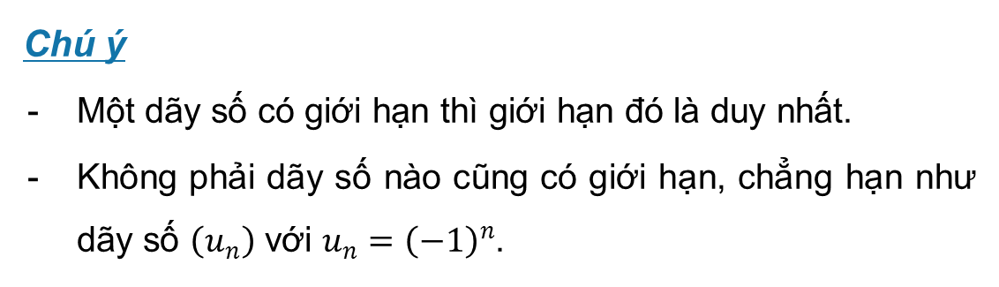 Chú ý
- Một dãy số có giới hạn thì giới hạn đó là duy nhất.
- Không phải dãy số nào cũng có giới hạn, chẳng hạn như
dãy số (𝑢ₙ) với 𝑢ₙ = (−1)ⁿ.